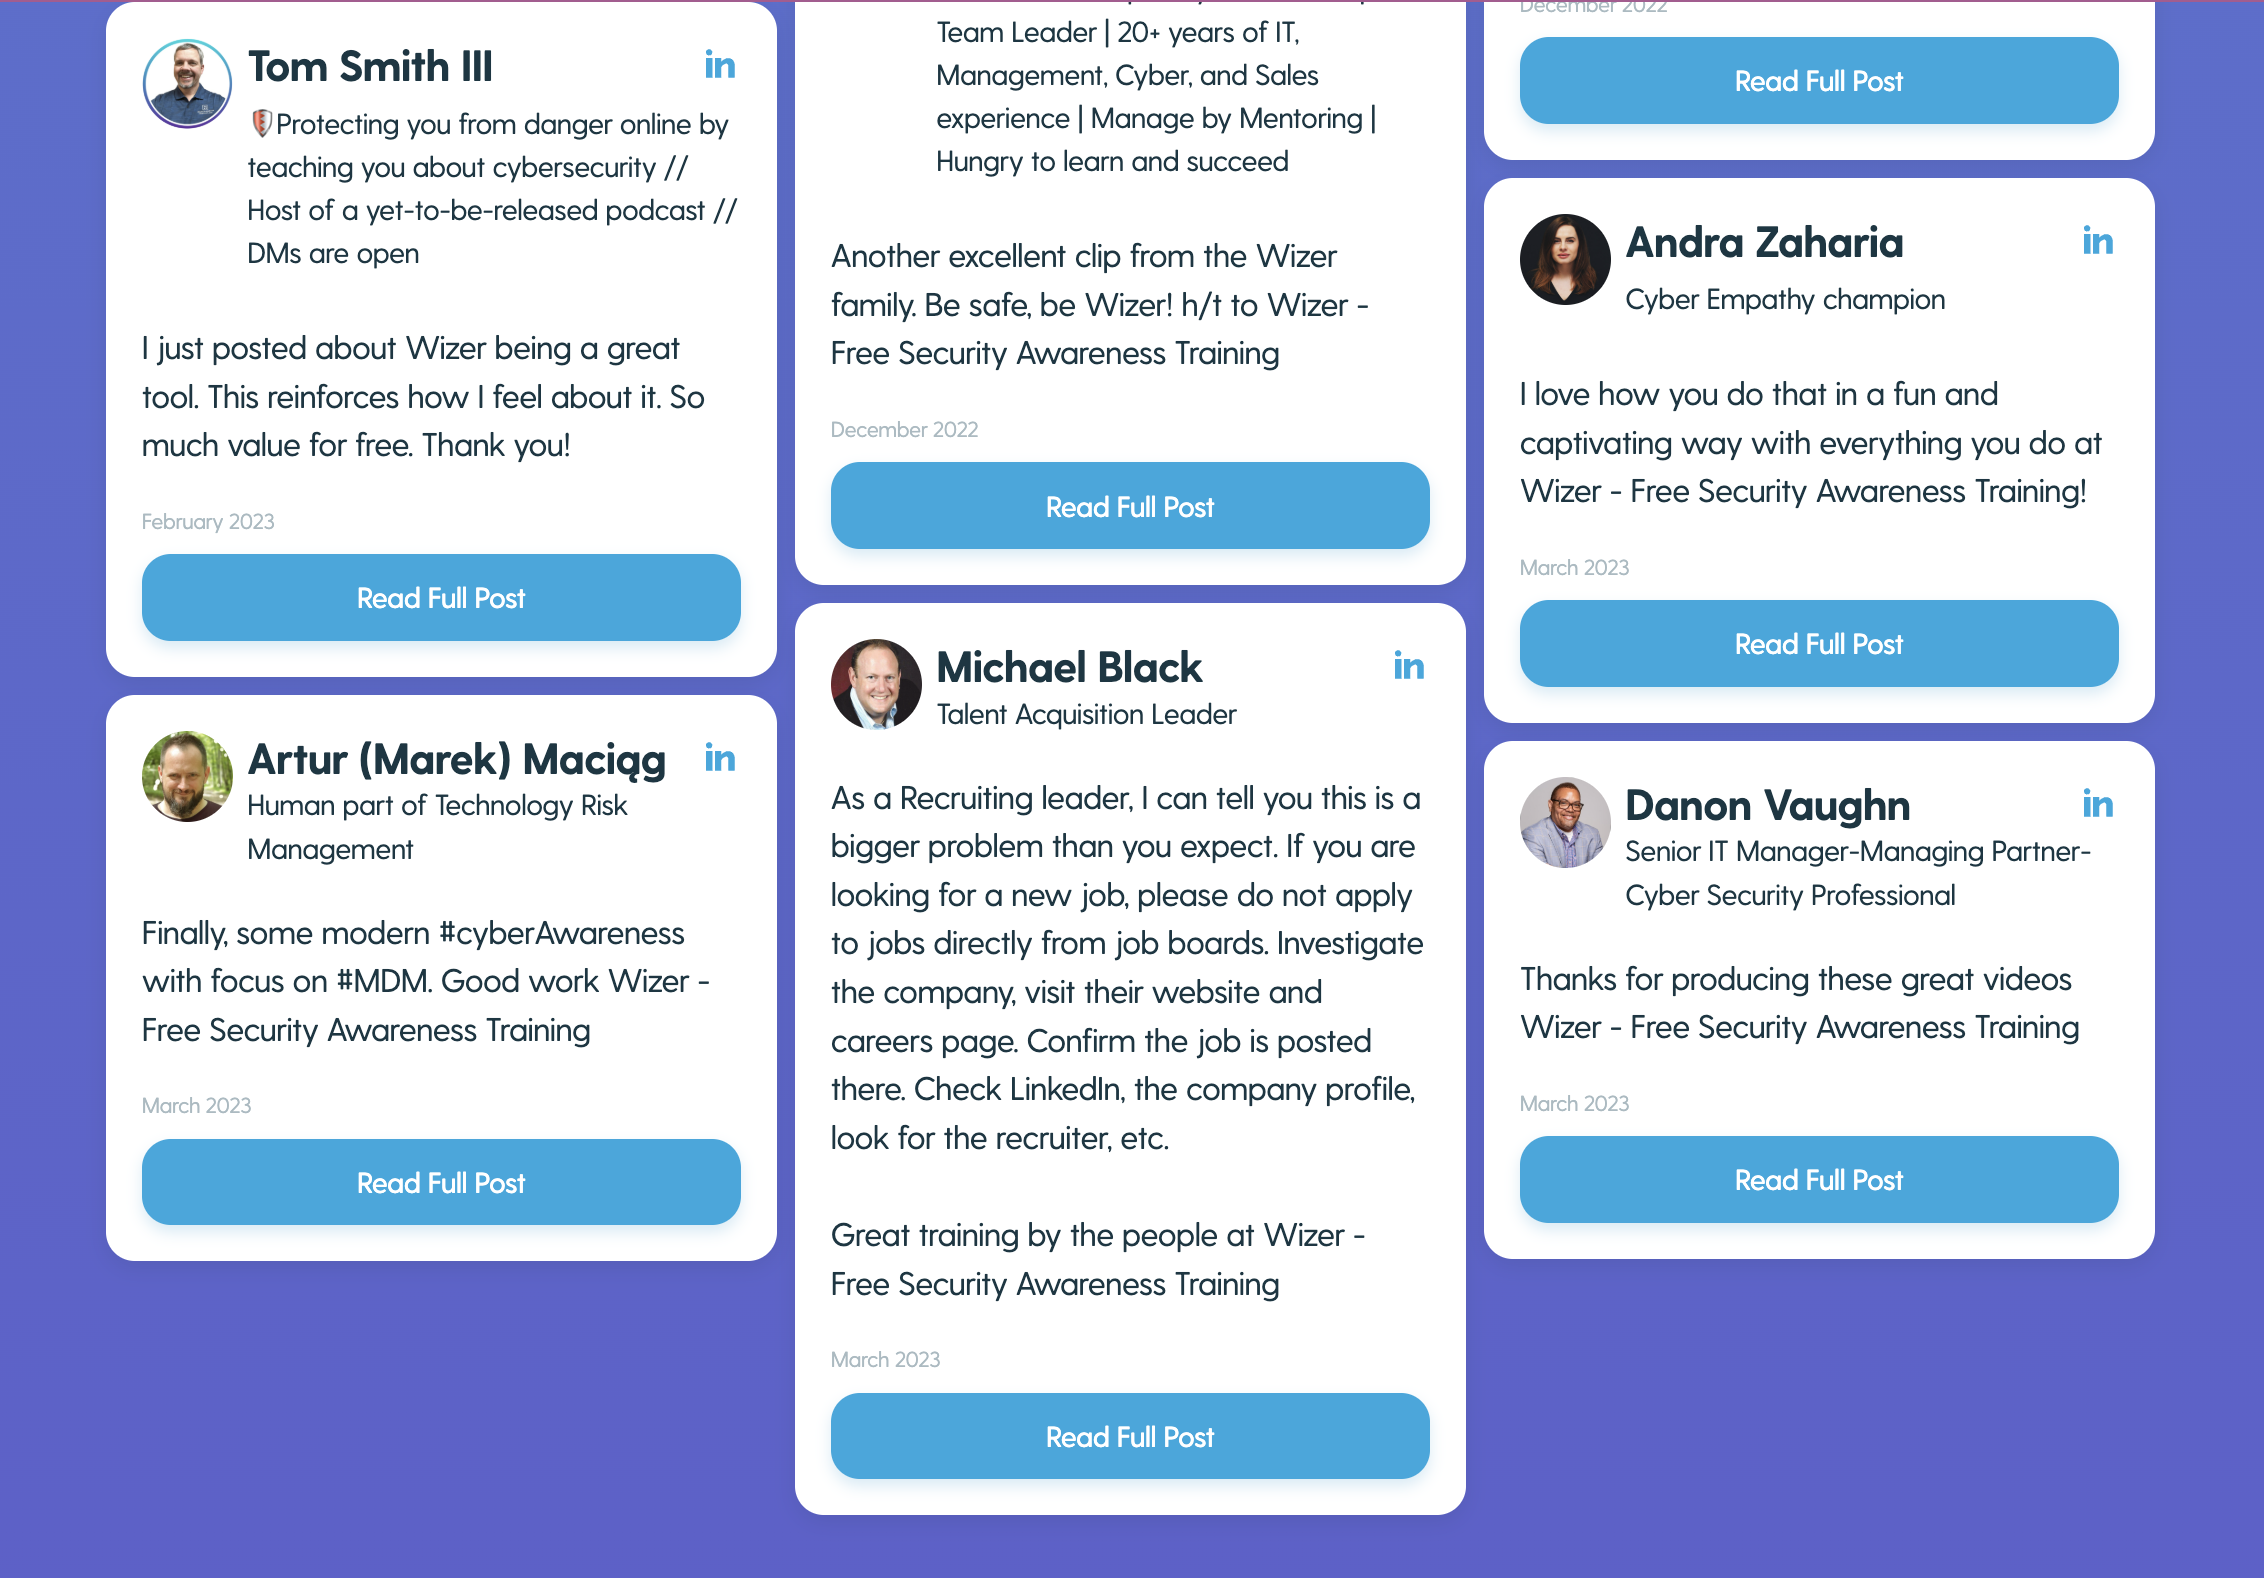 Tom Smith III
in
Protecting you from danger online by
teaching you about cybersecurity //
Host of a yet-to-be-released podcast //
DMs are open
I just posted about Wizer being a great
tool. This reinforces how I feel about it. So
much value for free. Thank you!
February 2023
Read Full Post
Artur (Marek) Maciąg
in
Human part of Technology Risk
Management
Finally, some modern #cyberAwareness
with focus on #MDM. Good work Wizer -
Free Security Awareness Training
March 2023
Read Full Post
Team Leader | 20+ years of IT,
Management, Cyber, and Sales
experience | Manage by Mentoring |
Hungry to learn and succeed
Another excellent clip from the Wizer
family. Be safe, be Wizer! h/t to Wizer -
Free Security Awareness Training
December 2022
Read Full Post
Michael Black
in
Talent Acquisition Leader
As a Recruiting leader, I can tell you this is a
bigger problem than you expect. If you are
looking for a new job, please do not apply
to jobs directly from job boards. Investigate
the company, visit their website and
careers page. Confirm the job is posted
there. Check LinkedIn, the company profile,
look for the recruiter, etc.
Great training by the people at Wizer -
Free Security Awareness Training
March 2023
Read Full Post
December 2022
Read Full Post
Andra Zaharia
in
Cyber Empathy champion
I love how you do that in a fun and
captivating way with everything you do at
Wizer - Free Security Awareness Training!
March 2023
Read Full Post
Danon Vaughn
in
Senior IT Manager-Managing Partner-
Cyber Security Professional
Thanks for producing these great videos
Wizer - Free Security Awareness Training
March 2023
Read Full Post